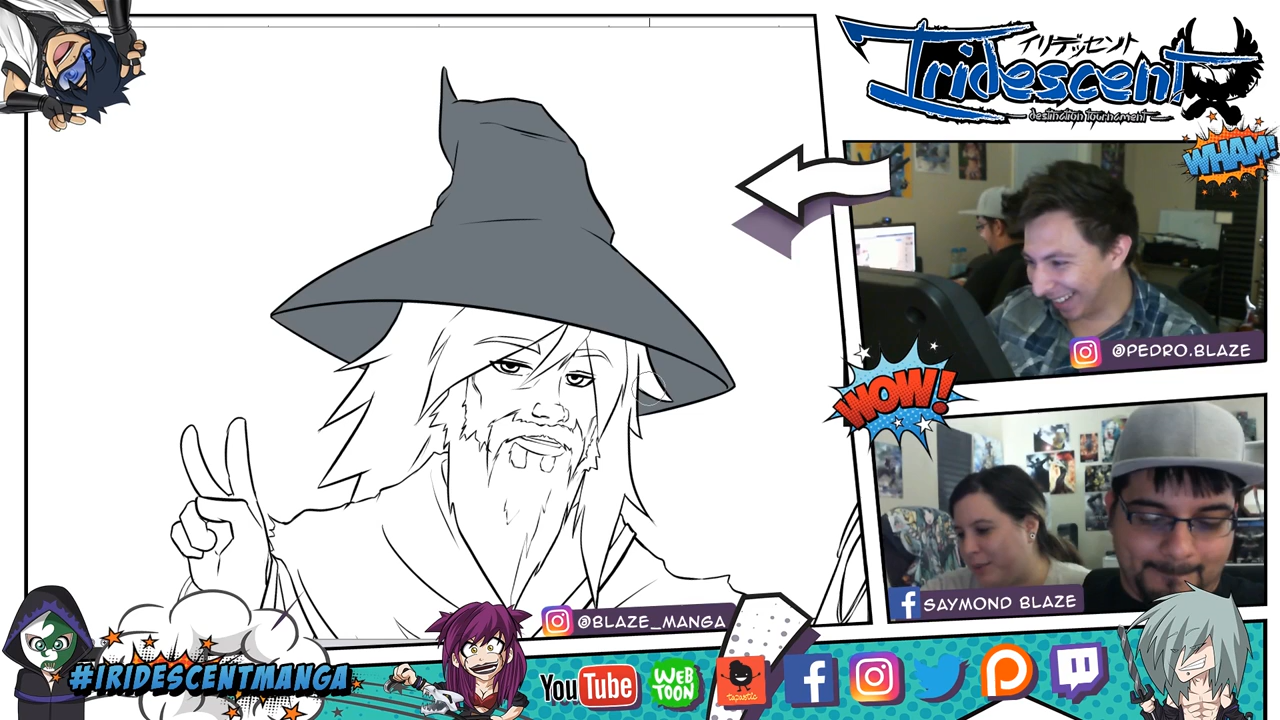 イリデッセント
Iridescent
destination tournament
WHAM!
@PEDRO.BLAZE
WOW!
SAYMOND BLAZE
@BLAZE_MANGA
#IRIDESCENTMANGA
YouTube
WEB
TOON
tapastic